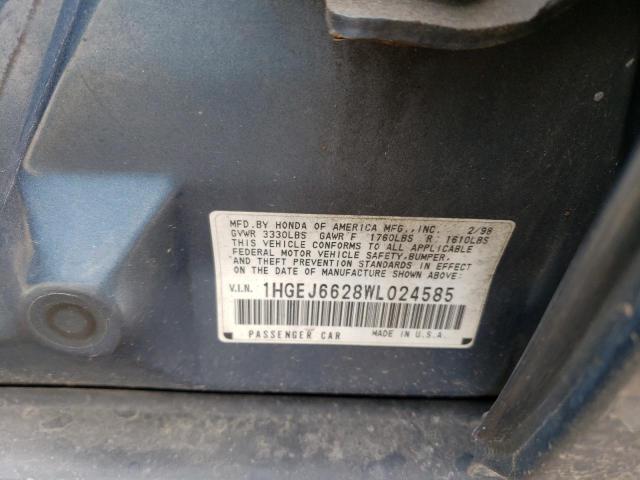 MFD.BY HONDA OF AMERICA MFG.,INC. 2/98
GVWR 3330LBS GAWR F 1760LBS R 1610LBS
THIS VEHICLE CONFORMS TO ALL APPLICABLE
FEDERAL MOTOR VEHICLE SAFETY,BUMPER,
AND THEFT PREVENTION STANDARDS IN EFFECT
ON THE DATE OF MANUFACTURE SHOWN ABOVE:
V.I.N. 1HGEJ6628WL024585
PASSENGER CAR MADE IN U.S.A.